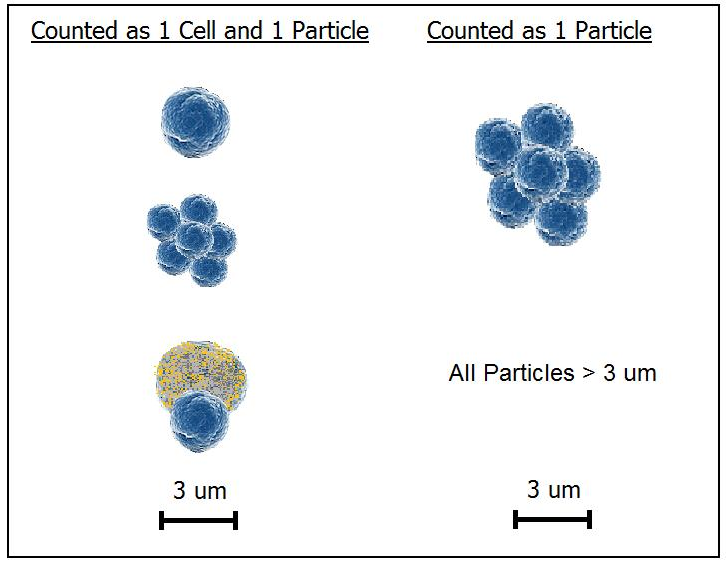 Counted as 1 Cell and 1 Particle
Counted as 1 Particle
All Particles > 3 um
3 um
3 um